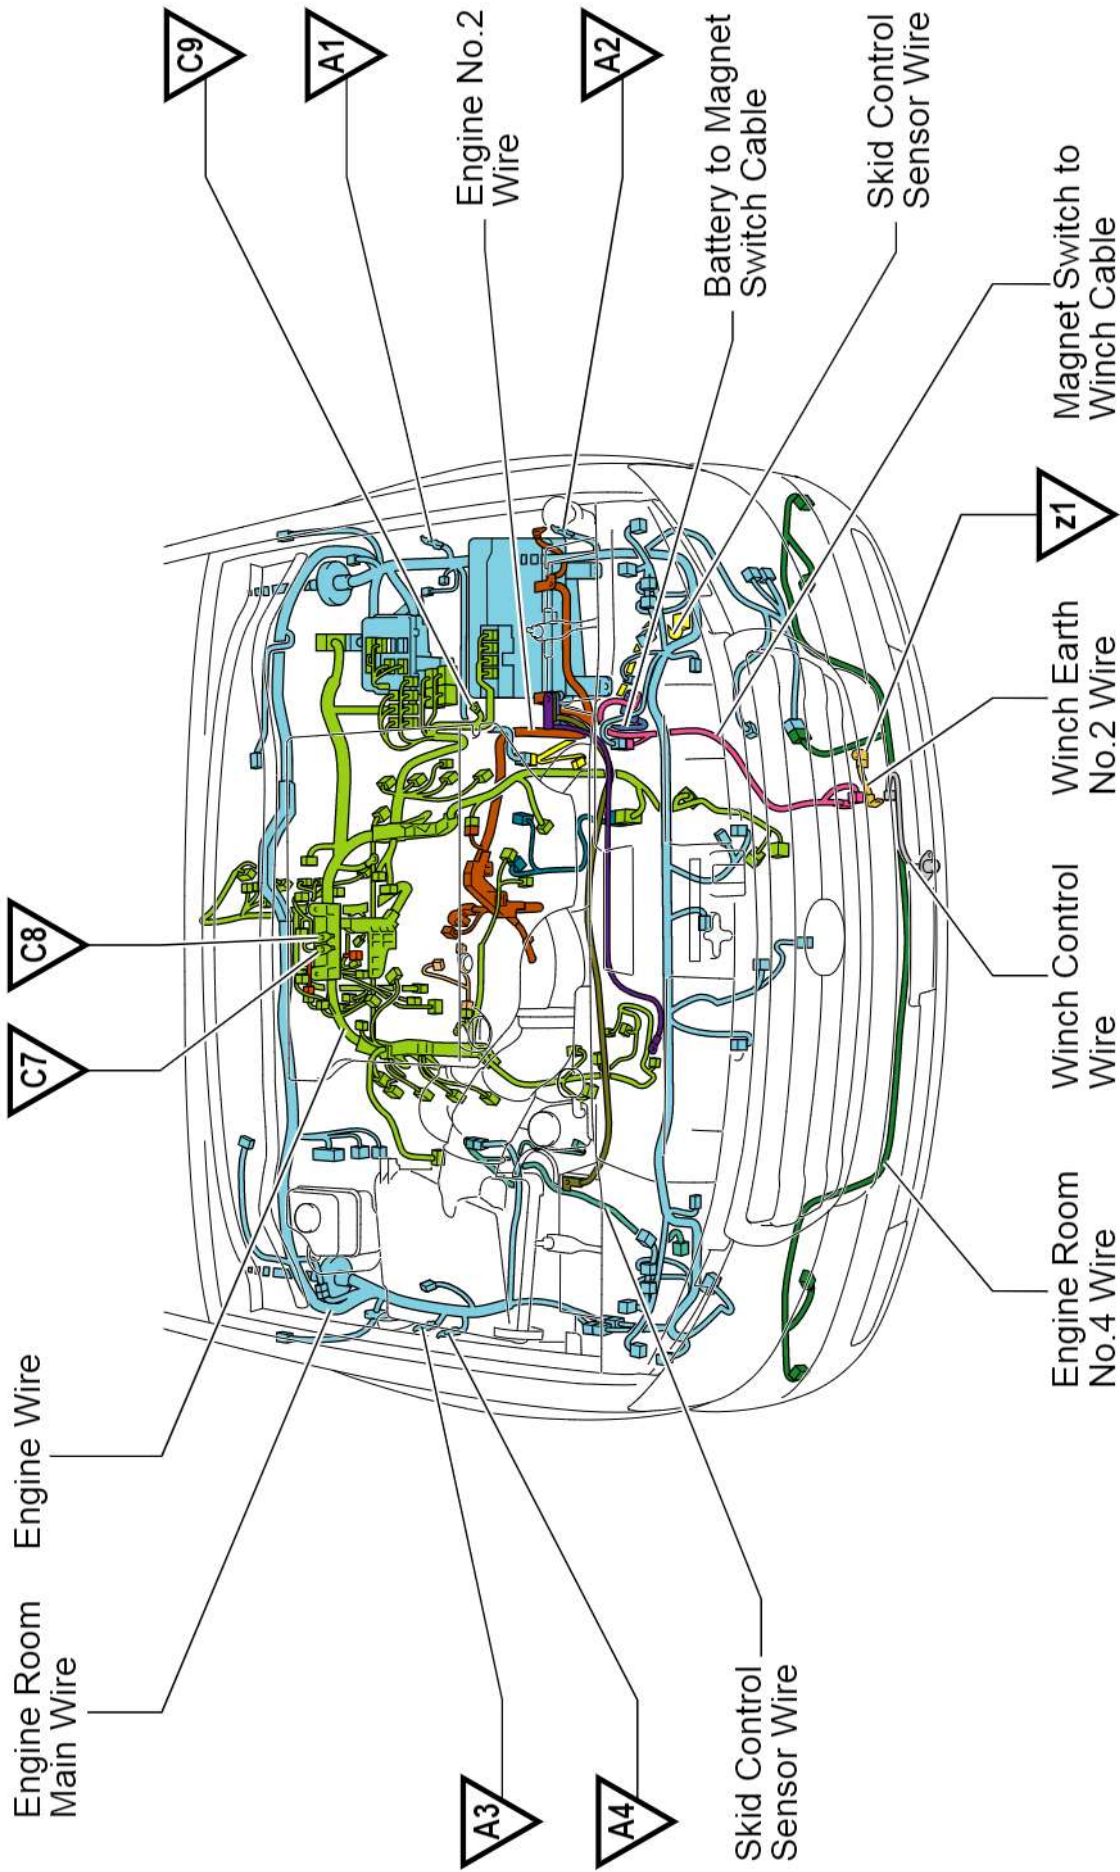 Engine Room
Main Wire
Engine Wire
C7
C8
C9
A1
Engine No.2
Wire
A2
Battery to Magnet
Switch Cable
Skid Control
Sensor Wire
A3
A4
Skid Control
Sensor Wire
Engine Room
No.4 Wire
Winch Control
Wire
Winch Earth
No.2 Wire
z1
Magnet Switch to
Winch Cable